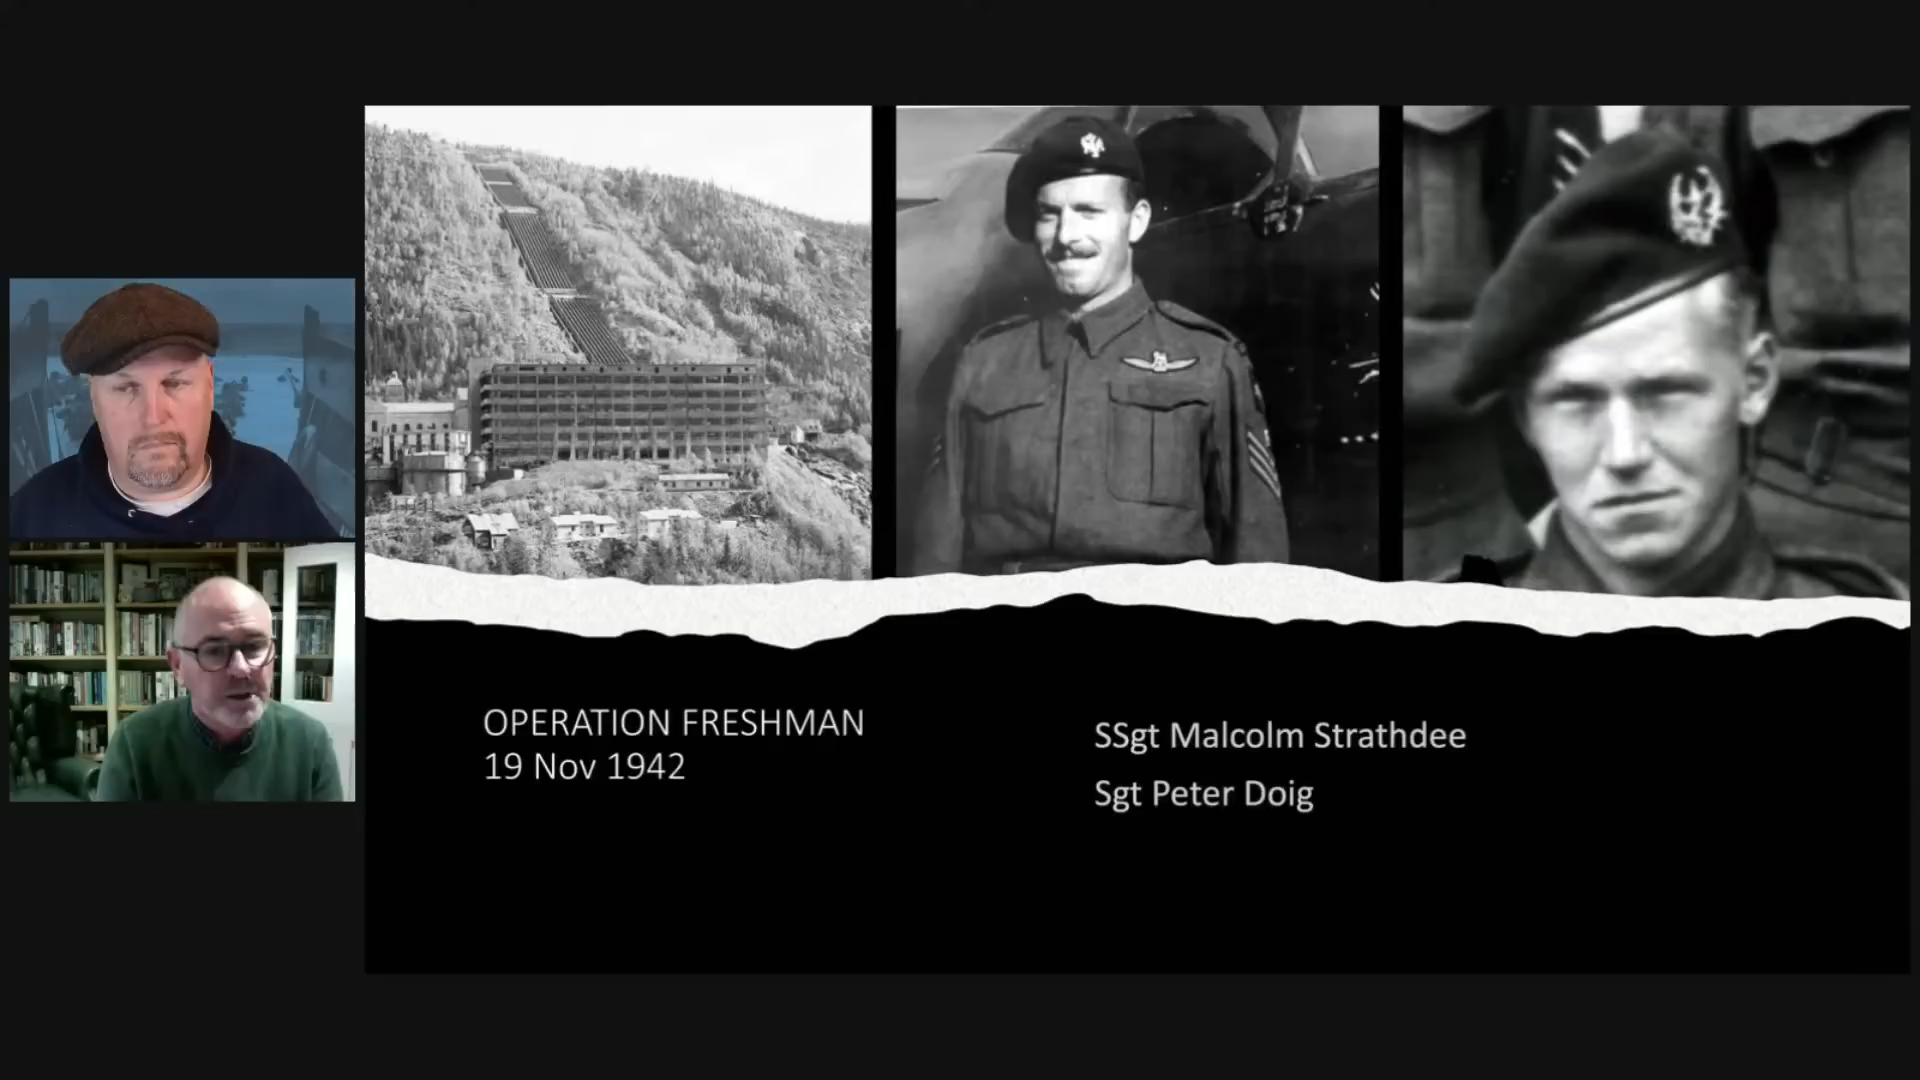 OPERATION FRESHMAN
19 Nov 1942
SSgt Malcolm Strathdee
Sgt Peter Doig